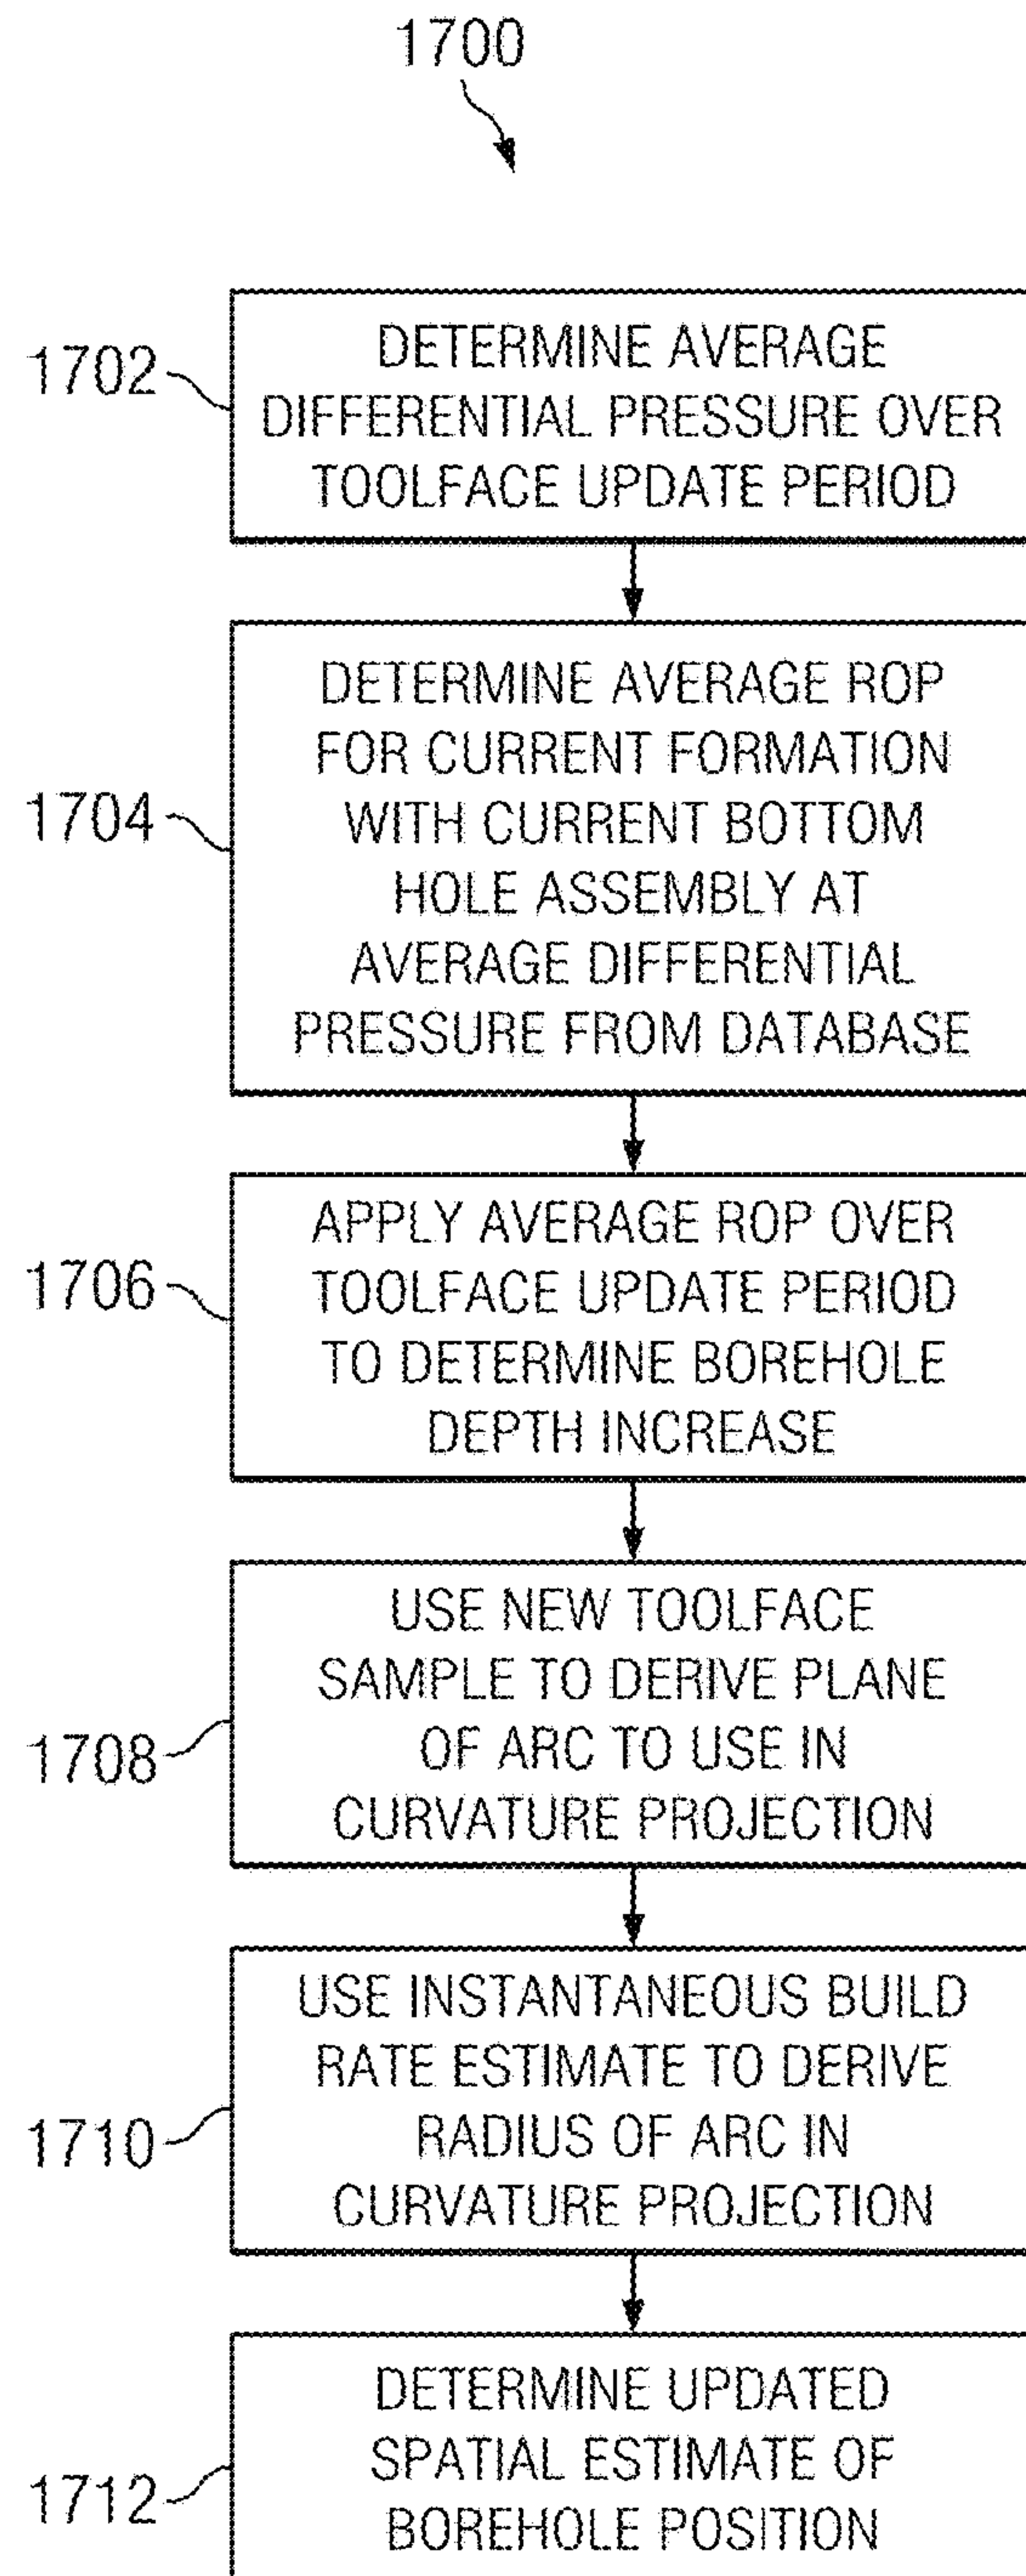 1700
1702
DETERMINE AVERAGE
DIFFERENTIAL PRESSURE OVER
TOOLFACE UPDATE PERIOD
1704
DETERMINE AVERAGE ROP
FOR CURRENT FORMATION
WITH CURRENT BOTTOM
HOLE ASSEMBLY AT
AVERAGE DIFFERENTIAL
PRESSURE FROM DATABASE
1706
APPLY AVERAGE ROP OVER
TOOLFACE UPDATE PERIOD
TO DETERMINE BOREHOLE
DEPTH INCREASE
1708
USE NEW TOOLFACE
SAMPLE TO DERIVE PLANE
OF ARC TO USE IN
CURVATURE PROJECTION
1710
USE INSTANTANEOUS BUILD
RATE ESTIMATE TO DERIVE
RADIUS OF ARC IN
CURVATURE PROJECTION
1712
DETERMINE UPDATED
SPATIAL ESTIMATE OF
BOREHOLE POSITION